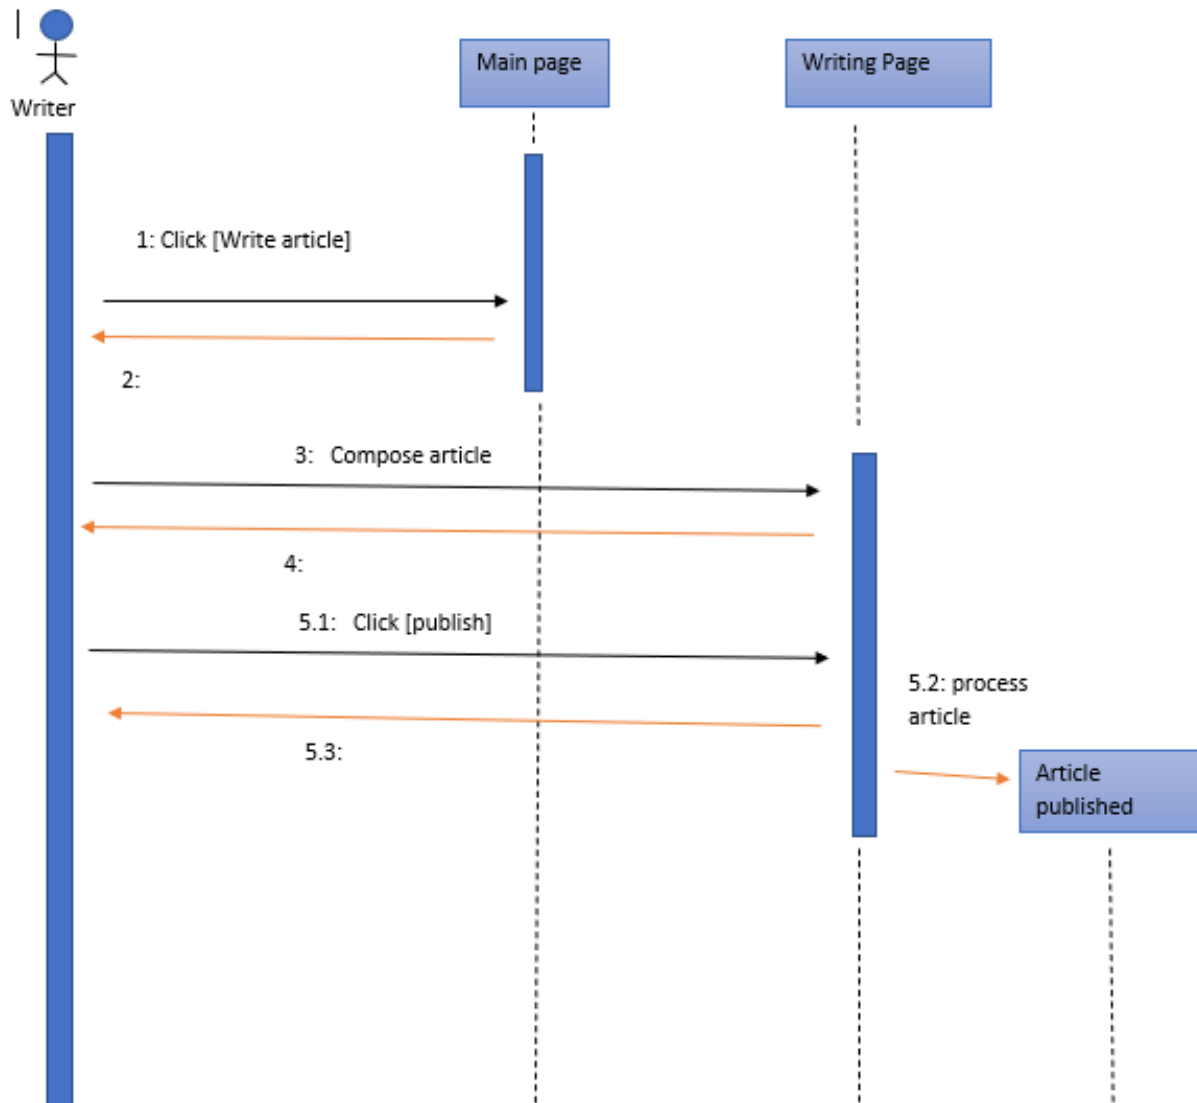 Writer
Main page
Writing Page
1: Click [Write article]
2:
3: Compose article
4:
5.1: Click [publish]
5.2: process
article
5.3:
Article
published